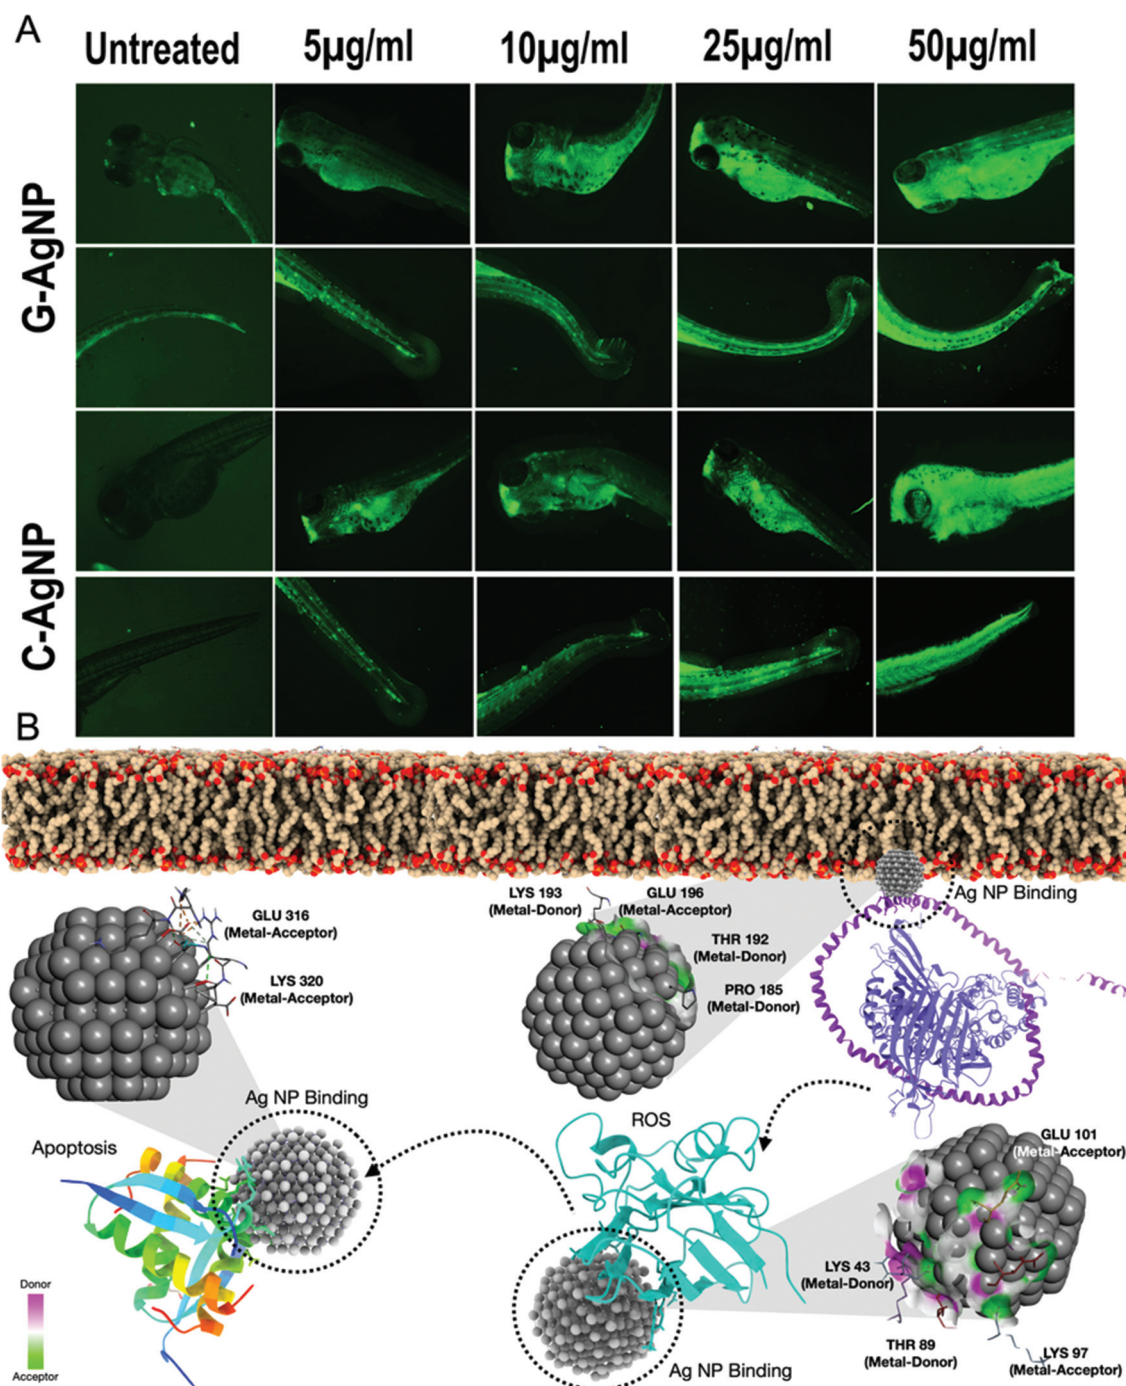 A
Untreated
5µg/ml
10µg/ml
25µg/ml
50µg/ml
G-AgNP
C-AgNP
B
Ag NP Binding
GLU 316
(Metal-Acceptor)
LYS 320
(Metal-Acceptor)
LYS 193
(Metal-Donor)
GLU 196
(Metal-Acceptor)
THR 192
(Metal-Donor)
PRO 185
(Metal-Donor)
Ag NP Binding
Apoptosis
ROS
GLU 101
(Metal-Acceptor)
LYS 43
(Metal-Donor)
THR 89
(Metal-Donor)
LYS 97
(Metal-Acceptor)
Ag NP Binding
Donor
Acceptor